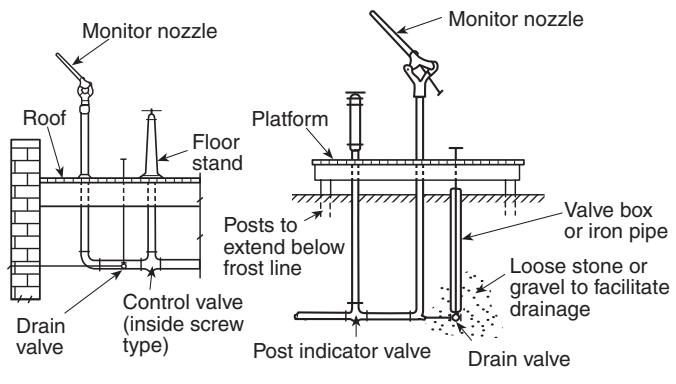 Monitor nozzle
Roof
Floor
stand
Drain
valve
Control valve
(inside screw
type)
Monitor nozzle
Platform
Posts to
extend below
frost line
Valve box
or iron pipe
Loose stone or
gravel to facilitate
drainage
Post indicator valve
Drain valve